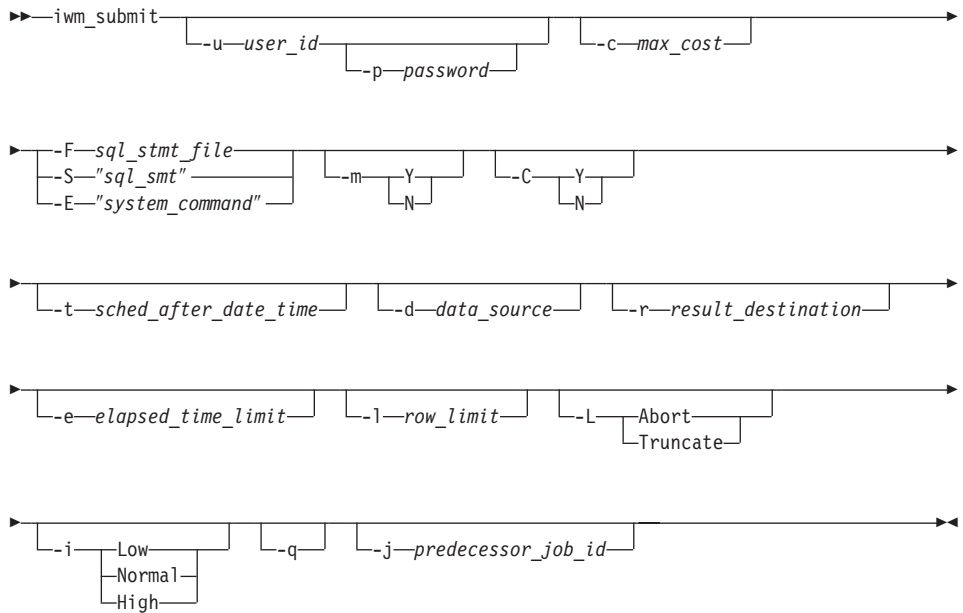 iwm_submit
-u user_id -c max_cost
-p password
-F sql_stmt_file
-S "sql_smt" -m Y -C Y
-E "system_command" N N
-t sched_after_date_time -d data_source -r result_destination
-e elapsed_time_limit -l row_limit -L Abort
Truncate
-i Low -q -j predecessor_job_id
Normal
High